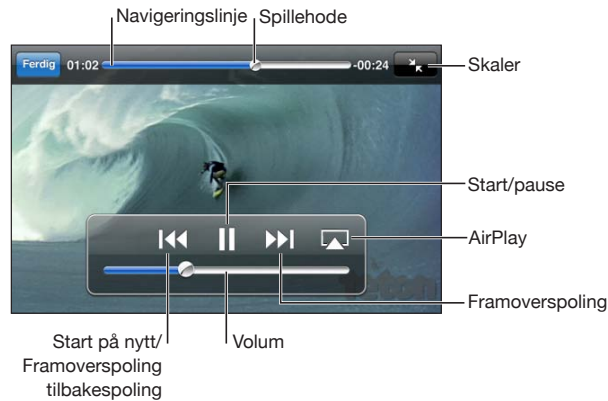 Navigeringslinje
Spillehode
Ferdig
01:02
-00:24
Skaler
Start/pause
AirPlay
Framoverspoling
Start på nytt/
Framoverspoling
tilbakespoling
Volum